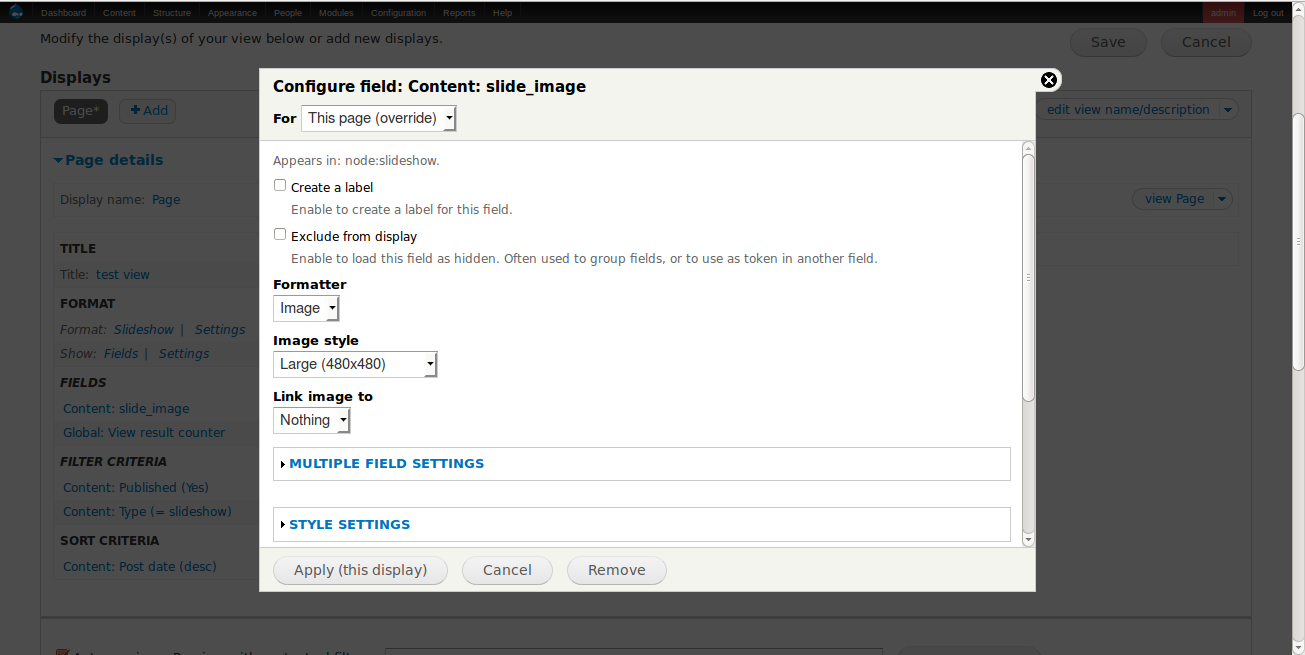 Dashboard Content Structure Appearance People Modules Configuration Reports Help admin Log out
Modify the display(s) of your view below or add new displays.
Save Cancel
Displays
Page* Add
edit view name/description
Page details
Display name: Page
view Page
TITLE
Title: test view
FORMAT
Format: Slideshow | Settings
Show: Fields | Settings
FIELDS
Content: slide_image
Global: View result counter
FILTER CRITERIA
Content: Published (Yes)
Content: Type (= slideshow)
SORT CRITERIA
Content: Post date (desc)
Configure field: Content: slide_image
For This page (override)
Appears in: node:slideshow.
Create a label
Enable to create a label for this field.
Exclude from display
Enable to load this field as hidden. Often used to group fields, or to use as token in another field.
Formatter
Image
Image style
Large (480x480)
Link image to
Nothing
MULTIPLE FIELD SETTINGS
STYLE SETTINGS
Apply (this display) Cancel Remove